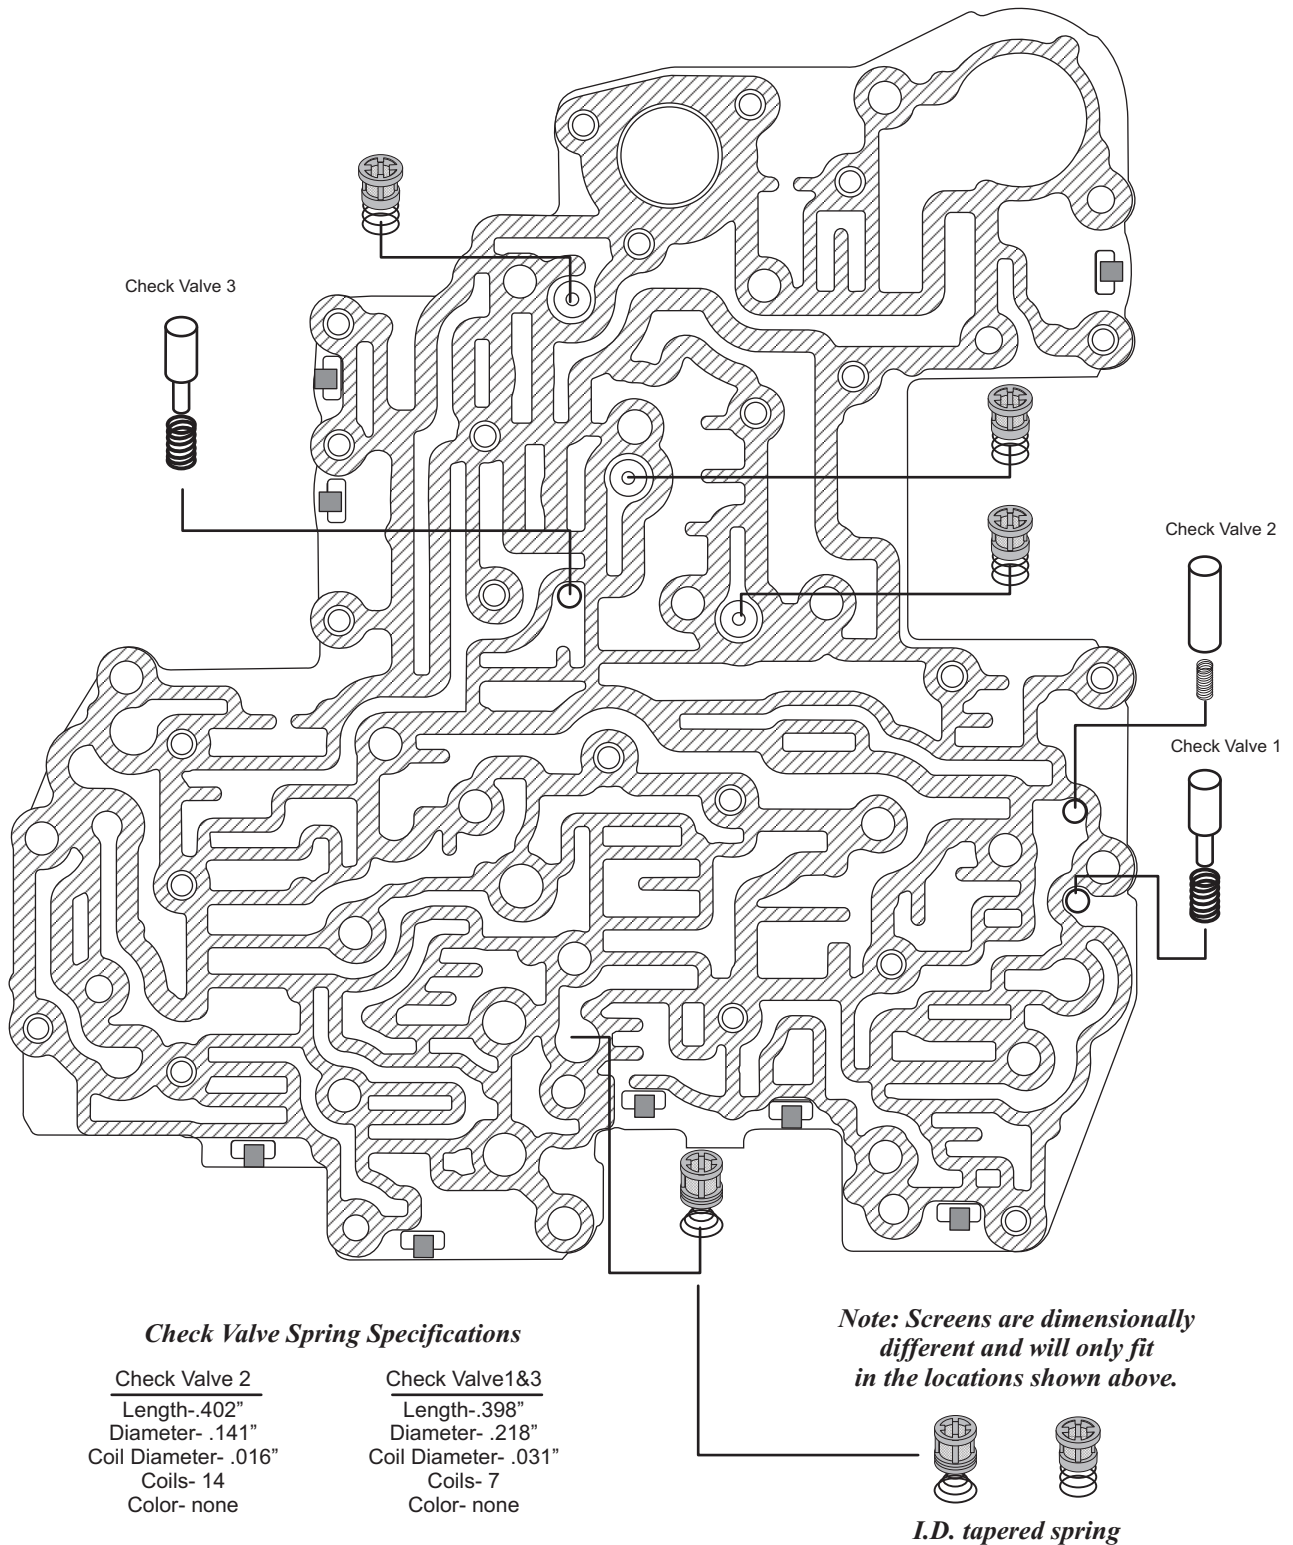 Check Valve 3
Check Valve 2
Check Valve 1
Check Valve Spring Specifications
Check Valve 2
Length-.402”
Diameter- .141”
Coil Diameter- .016”
Coils- 14
Color- none
Check Valve1&3
Length-.398”
Diameter- .218”
Coil Diameter- .031”
Coils- 7
Color- none
Note: Screens are dimensionally
different and will only fit
in the locations shown above.
I.D. tapered spring